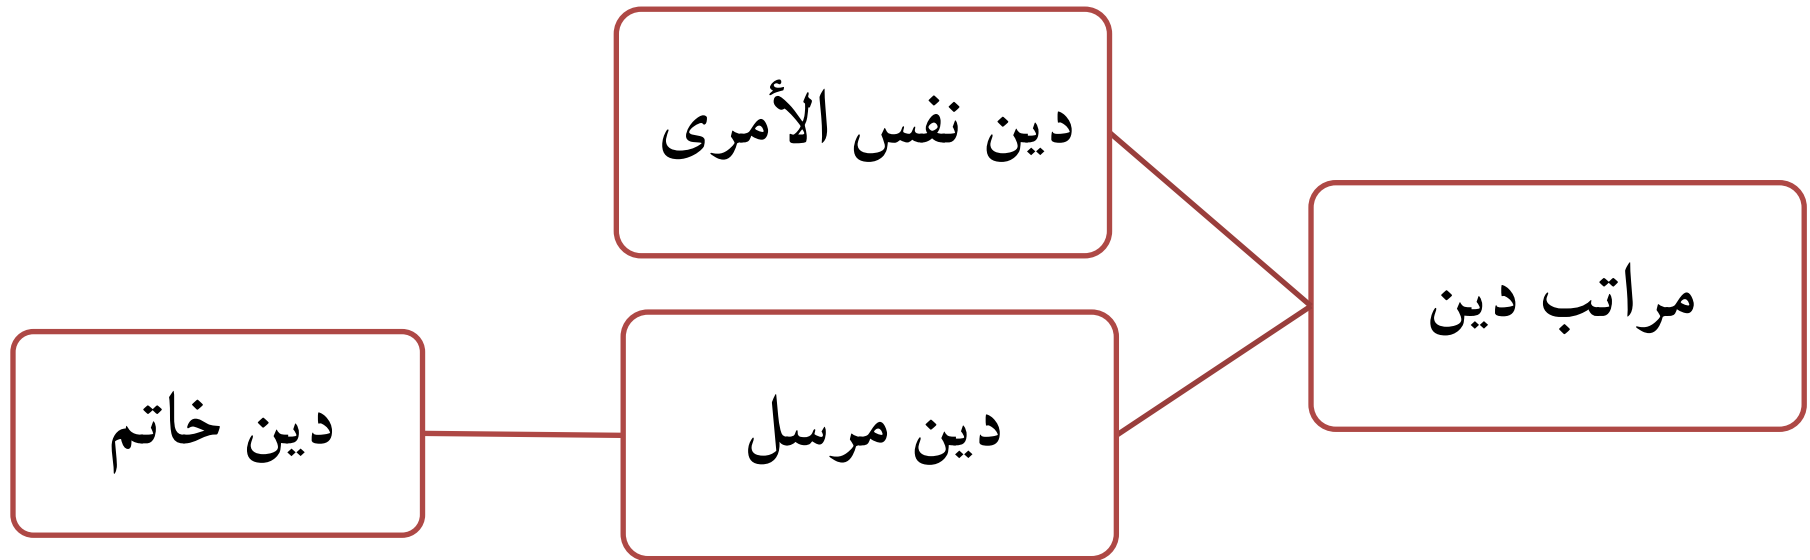 مراتب دین
دین نفس الأمری
دین مرسل
دین خاتم